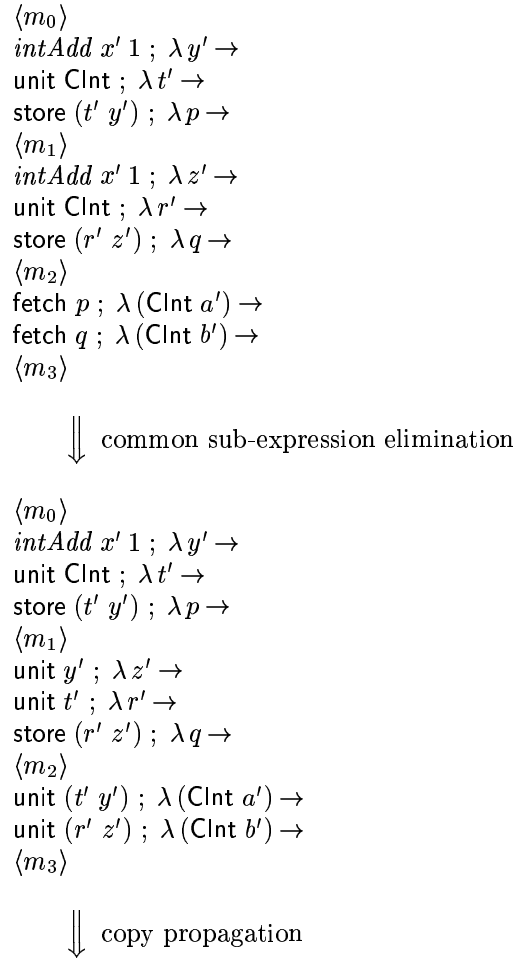 ⟨m₀⟩
intAdd x′ 1 ; λ y′ →
unit CInt ; λ t′ →
store (t′ y′) ; λ p →
⟨m₁⟩
intAdd x′ 1 ; λ z′ →
unit CInt ; λ r′ →
store (r′ z′) ; λ q →
⟨m₂⟩
fetch p ; λ (CInt a′) →
fetch q ; λ (CInt b′) →
⟨m₃⟩
⇓ common sub-expression elimination
⟨m₀⟩
intAdd x′ 1 ; λ y′ →
unit CInt ; λ t′ →
store (t′ y′) ; λ p →
⟨m₁⟩
unit y′ ; λ z′ →
unit t′ ; λ r′ →
store (r′ z′) ; λ q →
⟨m₂⟩
unit (t′ y′) ; λ (CInt a′) →
unit (r′ z′) ; λ (CInt b′) →
⟨m₃⟩
⇓ copy propagation